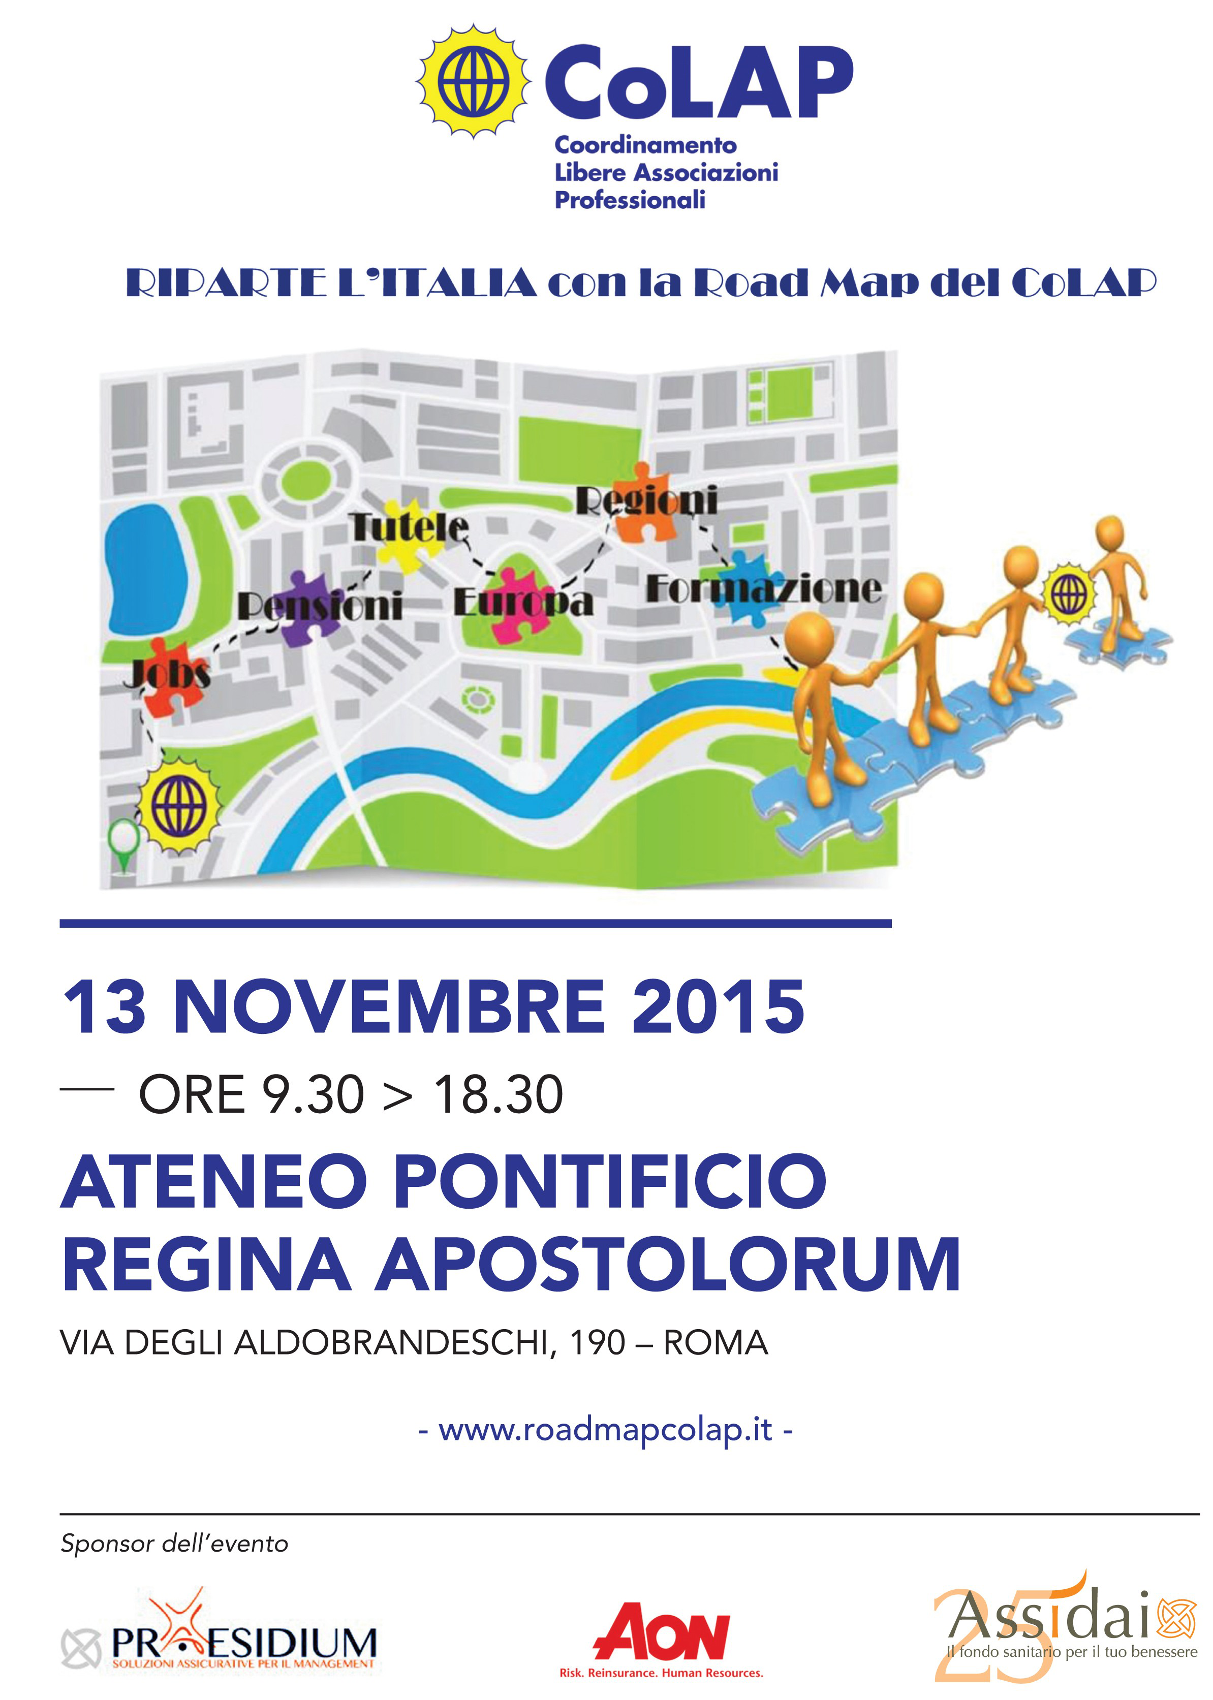 CoLAP
Coordinamento
Libere Associazioni
Professionali
RIPARTE L'ITALIA con la Road Map del CoLAP
Regioni
Tutele
Formazione
Pensioni
Europa
Jobs
13 NOVEMBRE 2015
ORE 9.30 > 18.30
ATENEO PONTIFICIO
REGINA APOSTOLORUM
VIA DEGLI ALDOBRANDESCHI, 190 – ROMA
- www.roadmapcolap.it -
Sponsor dell'evento
PRAESIDIUM
SOLUZIONI ASSICURATIVE PER IL MANAGEMENT
AON
Risk. Reinsurance. Human Resources.
25
Assidai
Il fondo sanitario per il tuo benessere